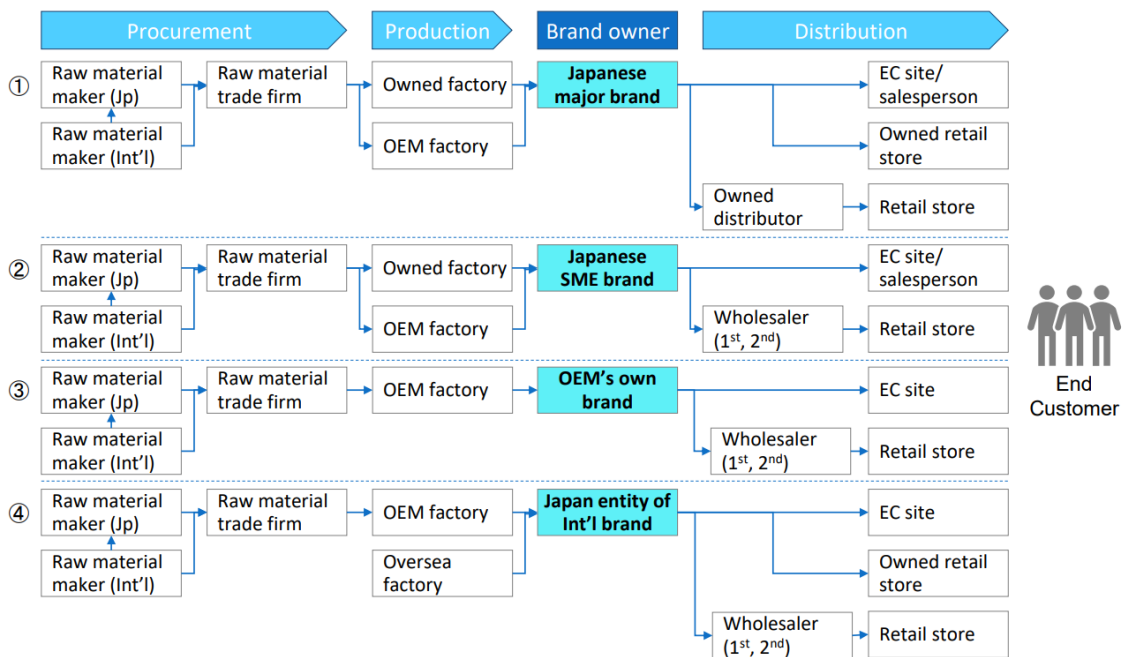 Procurement
Production
Brand owner
Distribution
①
Raw material
maker (Jp)
Raw material
trade firm
Owned factory
Japanese
major brand
EC site/
salesperson
Raw material
maker (Int'l)
OEM factory
Owned retail
store
Owned
distributor
Retail store
②
Raw material
maker (Jp)
Raw material
trade firm
Owned factory
Japanese
SME brand
EC site/
salesperson
Raw material
maker (Int'l)
OEM factory
Wholesaler
(1st, 2nd)
Retail store
③
Raw material
maker (Jp)
Raw material
trade firm
OEM factory
OEM's own
brand
EC site
Raw material
maker (Int'l)
Wholesaler
(1st, 2nd)
Retail store
④
Raw material
maker (Jp)
Raw material
trade firm
OEM factory
Japan entity of
Int'l brand
EC site
Raw material
maker (Int'l)
Oversea
factory
Owned retail
store
Wholesaler
(1st, 2nd)
Retail store
End
Customer